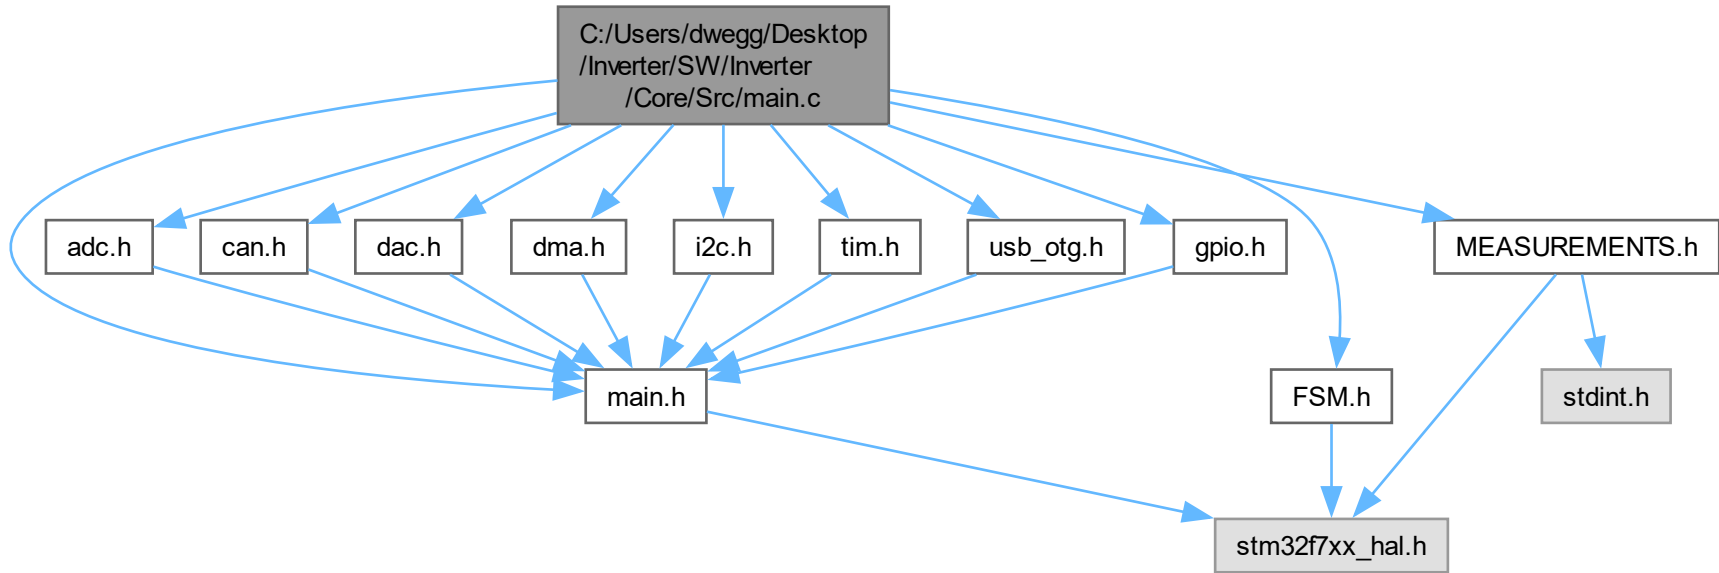 C:/Users/dwegg/Desktop
/Inverter/SW/Inverter
/Core/Src/main.c
adc.h
can.h
dac.h
dma.h
i2c.h
tim.h
usb_otg.h
gpio.h
MEASUREMENTS.h
main.h
FSM.h
stdint.h
stm32f7xx_hal.h